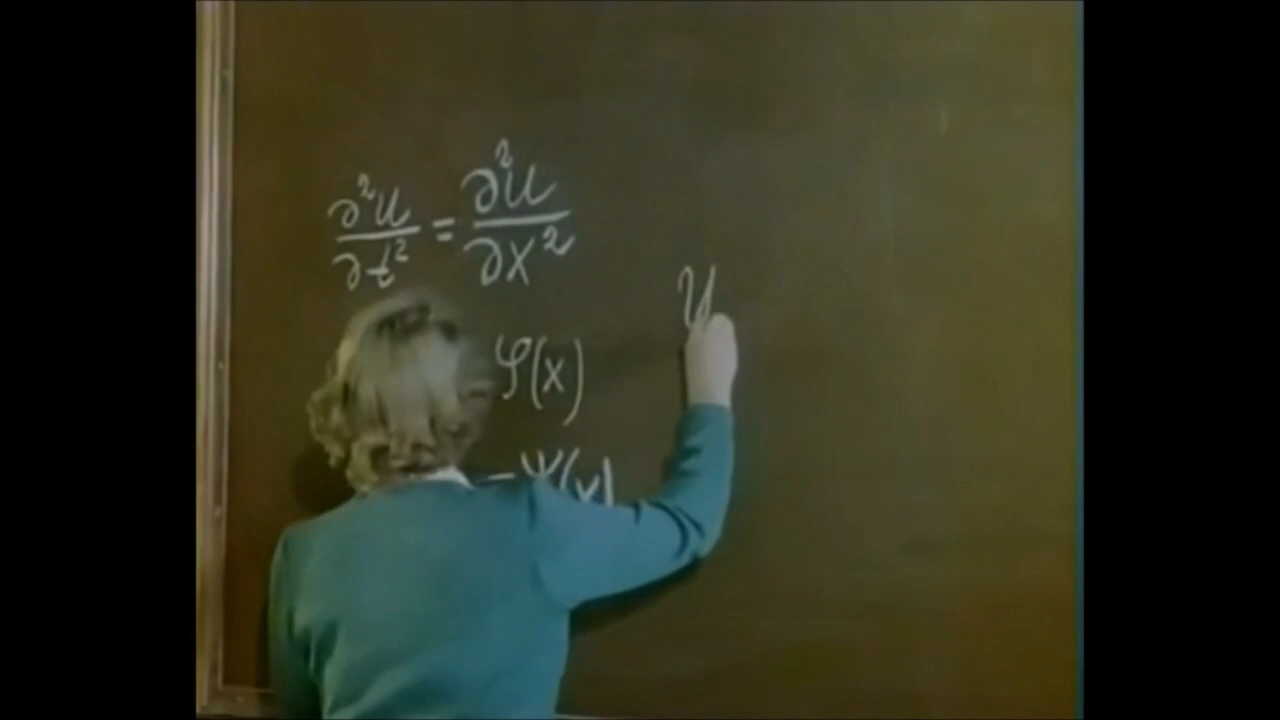 ∂²u/∂t² = ∂²u/∂x²
φ(x)
u
– ψ(x)